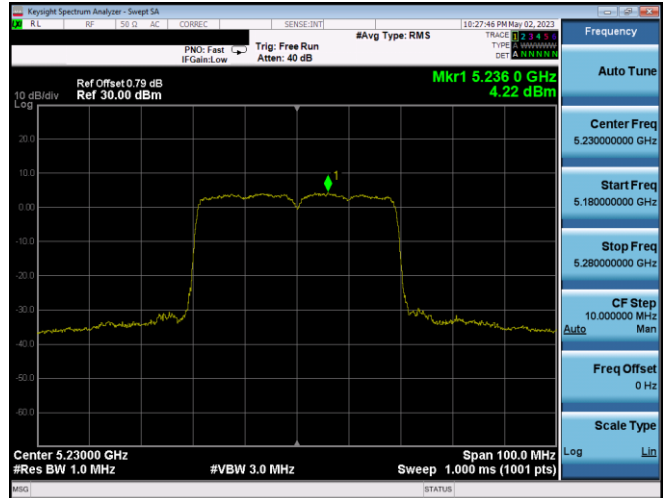 Keysight Spectrum Analyzer - Swept SA
RL RF 50 Ω AC CORREC SENSE:INT 10:27:46 PM May 02, 2023
#Avg Type: RMS TRACE 1 2 3 4 5 6
TYPE A WWWWW
PNO: Fast Trig: Free Run DET A N N N N N
IFGain:Low Atten: 40 dB
Mkr1 5.236 0 GHz
4.22 dBm
Ref Offset 0.79 dB
10 dB/div Ref 30.00 dBm
Log
20.0
10.0
1
0.00
-10.0
-20.0
-30.0
-40.0
-50.0
-60.0
Center 5.23000 GHz Span 100.0 MHz
#Res BW 1.0 MHz #VBW 3.0 MHz Sweep 1.000 ms (1001 pts)
MSG STATUS
Frequency
Auto Tune
Center Freq
5.230000000 GHz
Start Freq
5.180000000 GHz
Stop Freq
5.280000000 GHz
CF Step
10.000000 MHz
Auto Man
Freq Offset
0 Hz
Scale Type
Log Lin